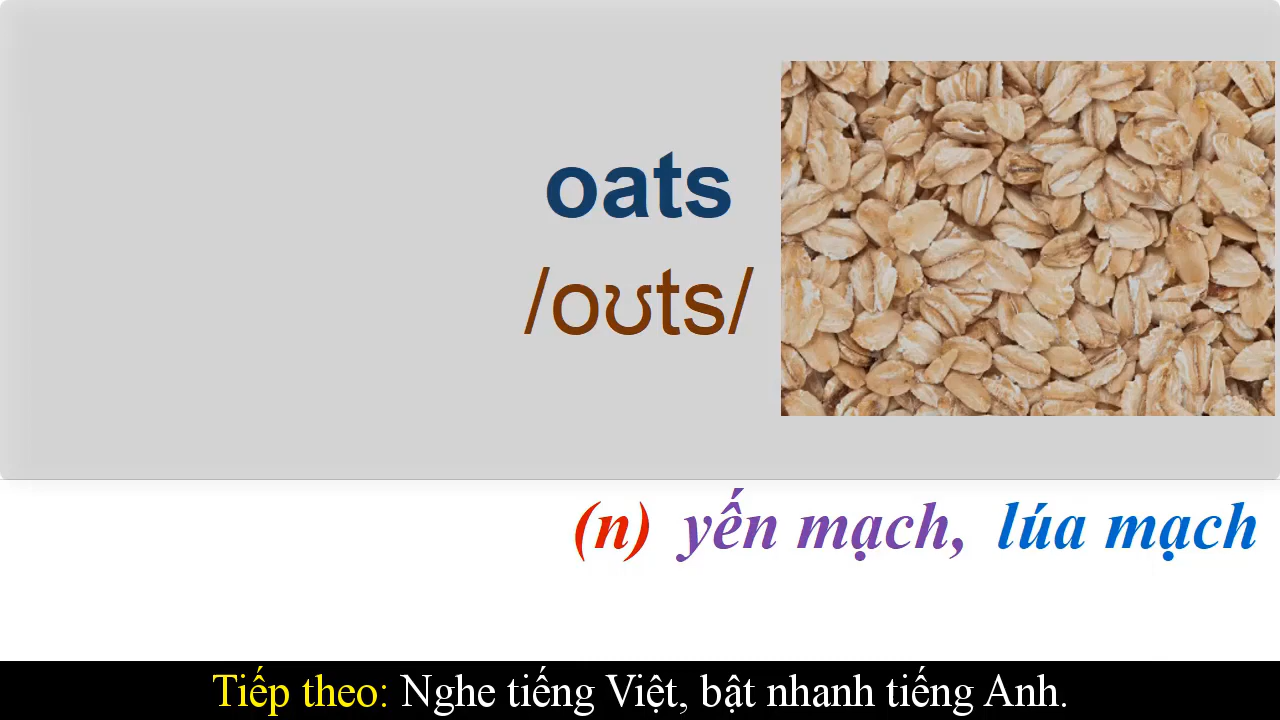 oats
/oʊts/
(n) yến mạch, lúa mạch
Tiếp theo: Nghe tiếng Việt, bật nhanh tiếng Anh.